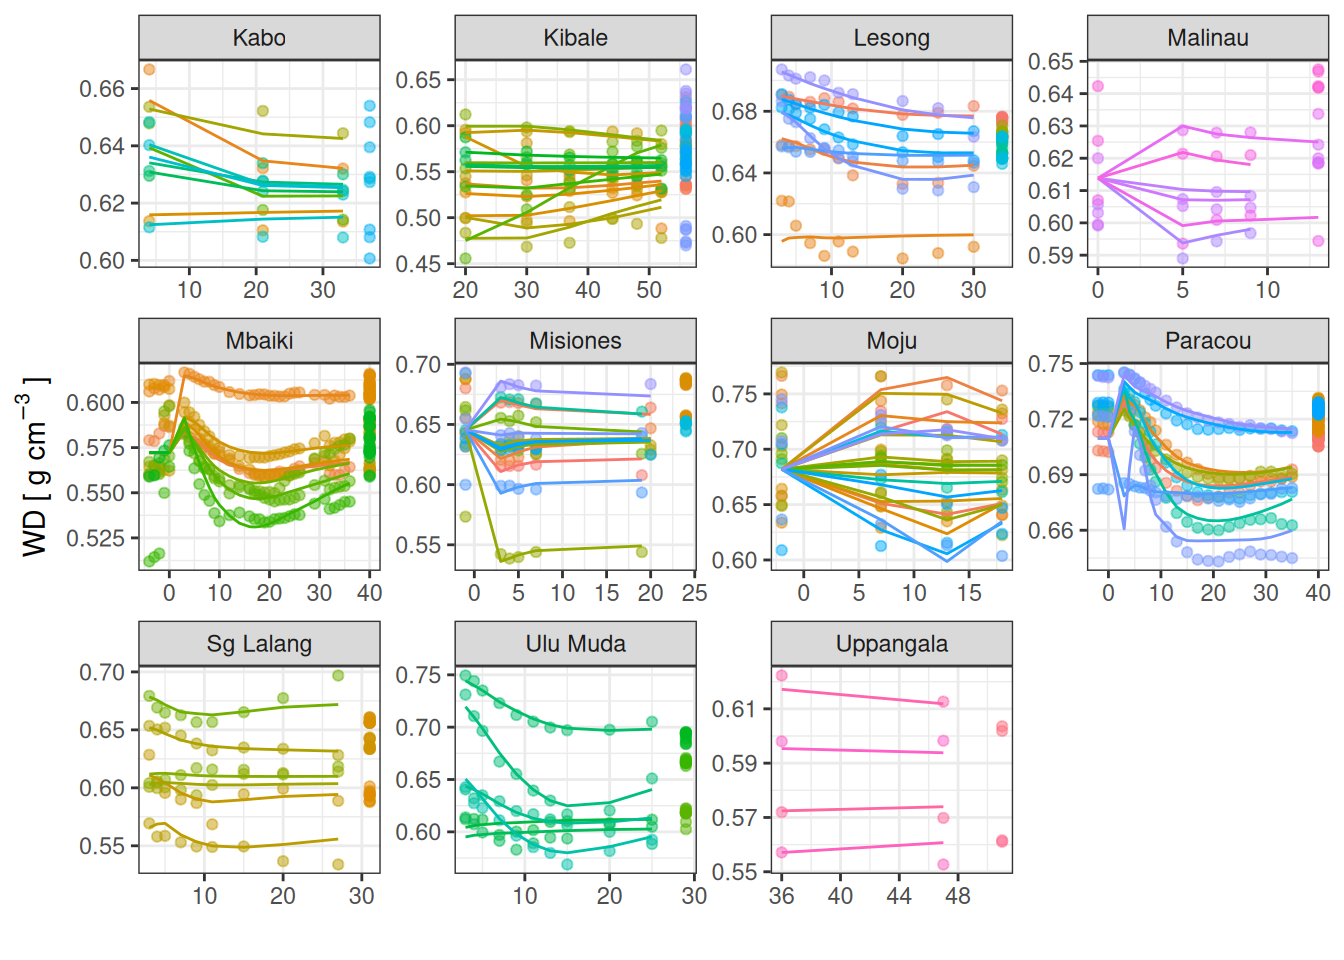 Kabo Kibale Lesong Malinau
0.66 0.64 0.62 0.60
0.65 0.60 0.55 0.50 0.45
0.68 0.64 0.60
0.65 0.64 0.63 0.62 0.61 0.60 0.59
10 20 30
20 30 40 50
10 20 30
0 5 10
Mbaiki Misiones Moju Paracou
0.600 0.575 0.550 0.525
0.70 0.65 0.60 0.55
0.75 0.70 0.65 0.60
0.75 0.72 0.69 0.66
0 10 20 30 40
0 5 10 15 20 25
0 5 10 15
0 10 20 30 40
WD [ g cm⁻³ ]
Sg Lalang Ulu Muda Uppangala
0.70 0.65 0.60 0.55
0.75 0.70 0.65 0.60
0.61 0.59 0.57 0.55
10 20 30
10 20 30
36 40 44 48